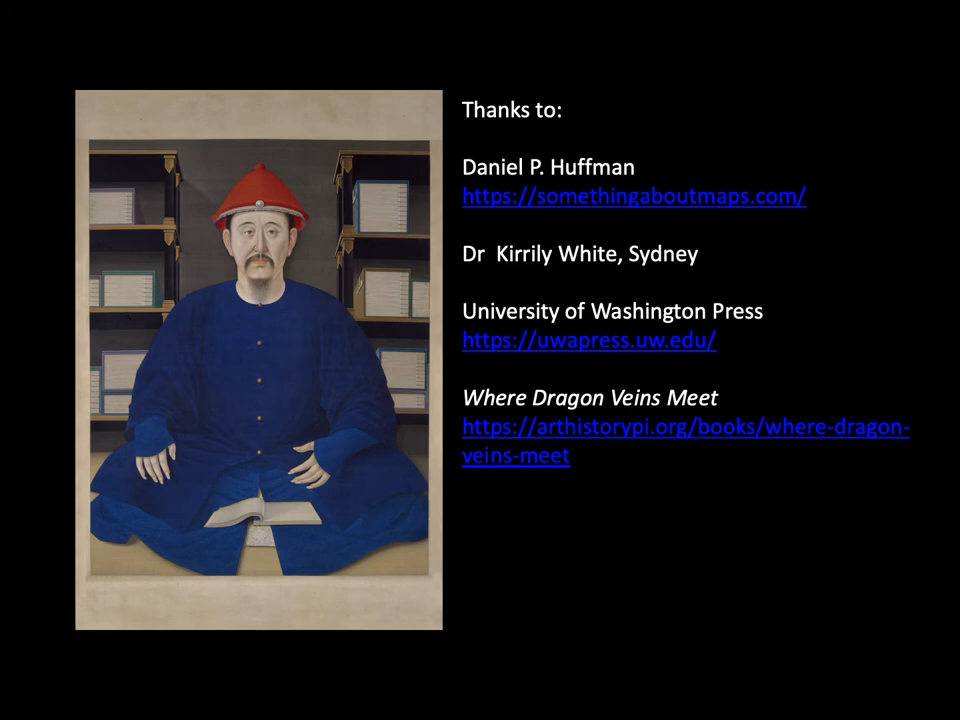 Thanks to:
Daniel P. Huffman
https://somethingaboutmaps.com/
Dr  Kirrily White, Sydney
University of Washington Press
https://uwapress.uw.edu/
Where Dragon Veins Meet
https://arthistorypi.org/books/where-dragon-
veins-meet